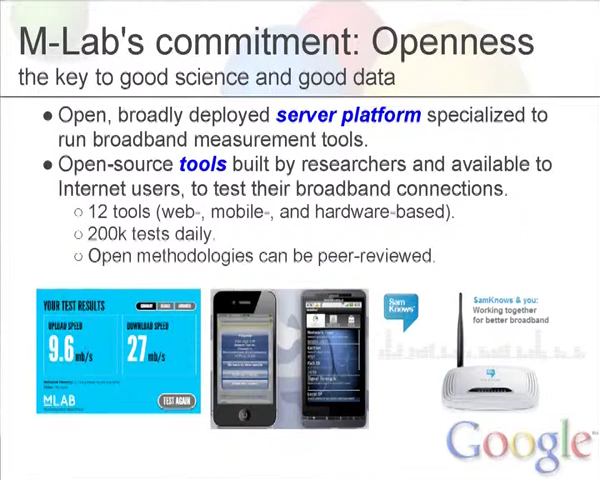 M-Lab's commitment: Openness
the key to good science and good data
● Open, broadly deployed server platform specialized to
run broadband measurement tools.
● Open-source tools built by researchers and available to
Internet users, to test their broadband connections.
○ 12 tools (web-, mobile-, and hardware-based).
○ 200k tests daily.
○ Open methodologies can be peer-reviewed.
YOUR TEST RESULTS
UPLOAD SPEED
DOWNLOAD SPEED
9.6 mb/s
27 mb/s
MLAB
TEST AGAIN
Sam
Knows
SamKnows & you:
Working together
for better broadband
Google